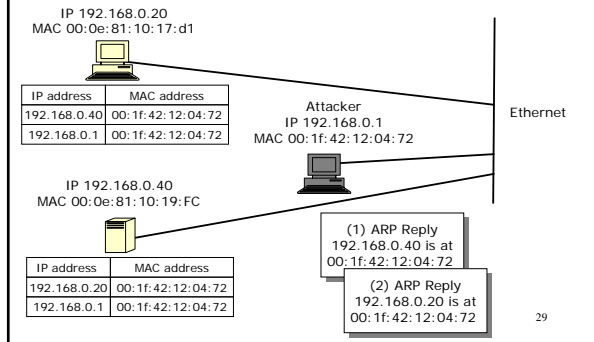 IP 192.168.0.20
MAC 00:0e:81:10:17:d1
IP address MAC address
192.168.0.40 00:1f:42:12:04:72
192.168.0.1 00:1f:42:12:04:72
Attacker
IP 192.168.0.1
MAC 00:1f:42:12:04:72
Ethernet
IP 192.168.0.40
MAC 00:0e:81:10:19:FC
IP address MAC address
192.168.0.20 00:1f:42:12:04:72
192.168.0.1 00:1f:42:12:04:72
(1) ARP Reply
192.168.0.40 is at
00:1f:42:12:04:72
(2) ARP Reply
192.168.0.20 is at
00:1f:42:12:04:72
29